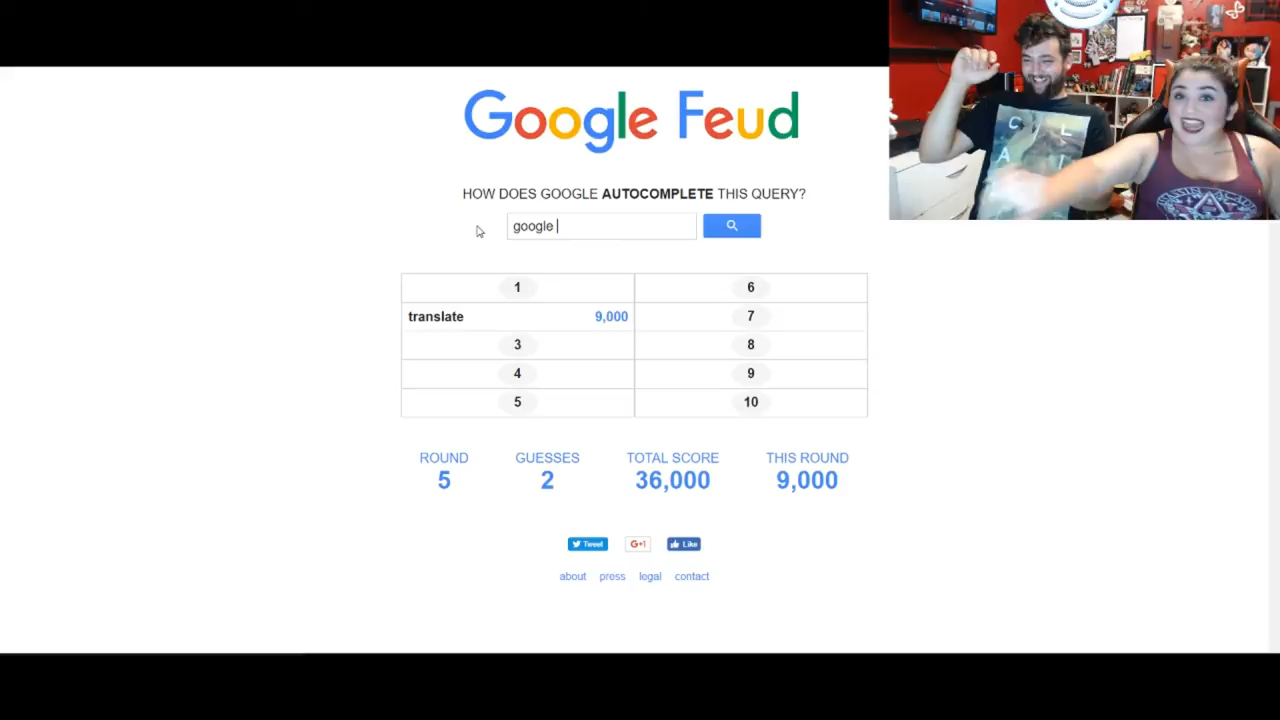 Google Feud
HOW DOES GOOGLE AUTOCOMPLETE THIS QUERY?
google
1
6
translate 9,000
7
3
8
4
9
5
10
ROUND
GUESSES
TOTAL SCORE
THIS ROUND
5
2
36,000
9,000
Tweet
G+1
Like
about
press
legal
contact
C L
A I